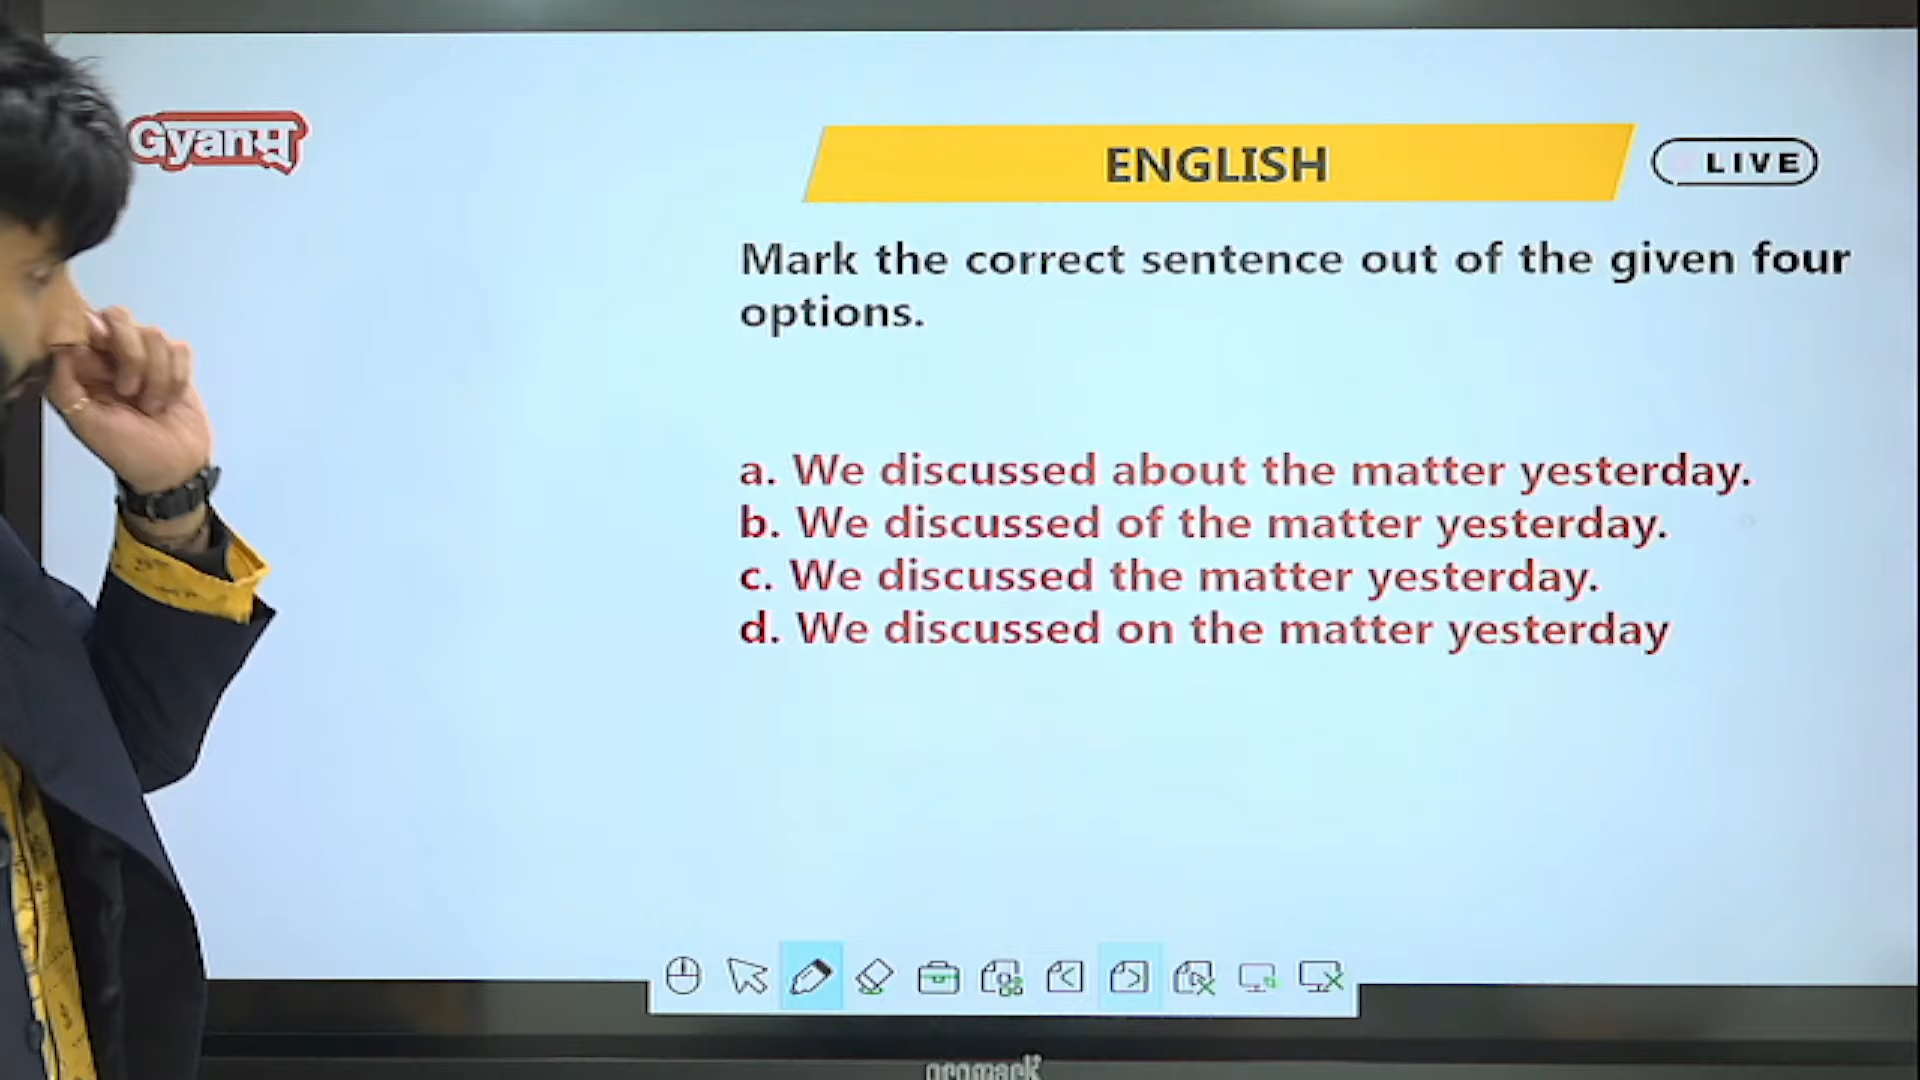 Gyanम्
ENGLISH
LIVE
Mark the correct sentence out of the given four
options.
a. We discussed about the matter yesterday.
b. We discussed of the matter yesterday.
c. We discussed the matter yesterday.
d. We discussed on the matter yesterday